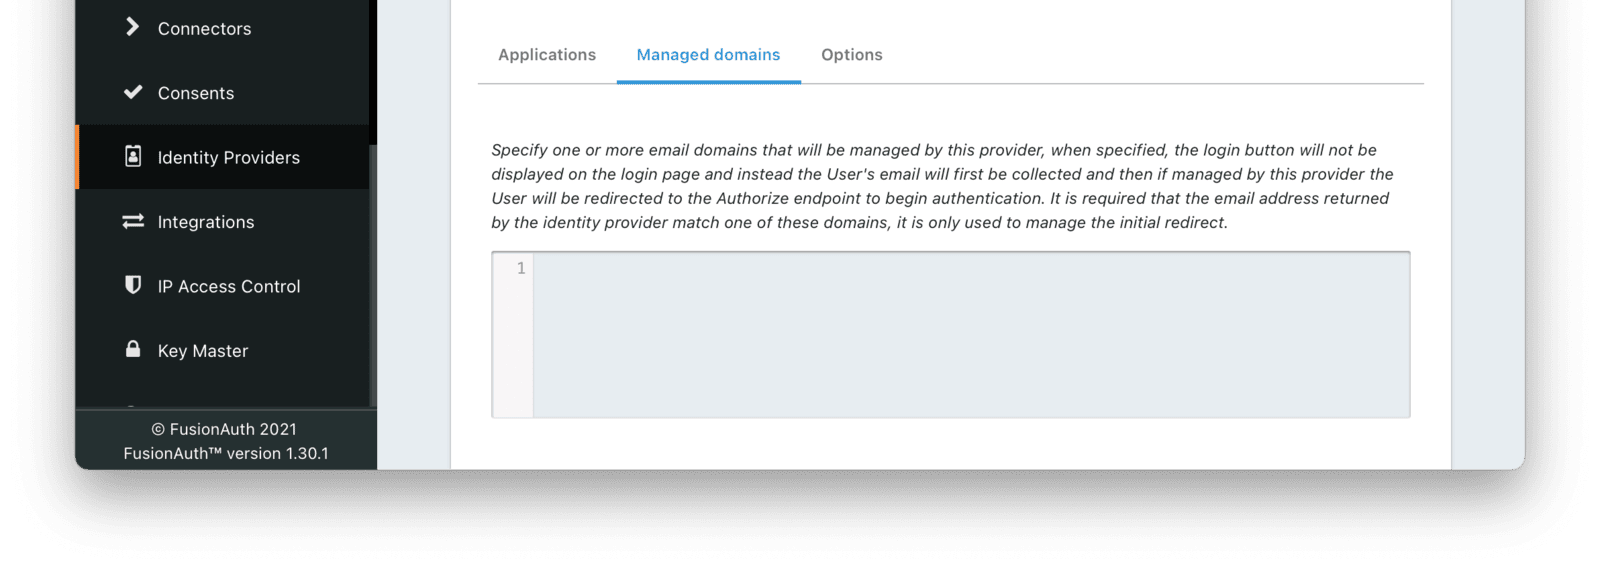 Connectors
Consents
Identity Providers
Integrations
IP Access Control
Key Master
© FusionAuth 2021
FusionAuth™ version 1.30.1
Applications
Managed domains
Options
Specify one or more email domains that will be managed by this provider, when specified, the login button will not be
displayed on the login page and instead the User's email will first be collected and then if managed by this provider the
User will be redirected to the Authorize endpoint to begin authentication. It is required that the email address returned
by the identity provider match one of these domains, it is only used to manage the initial redirect.
1